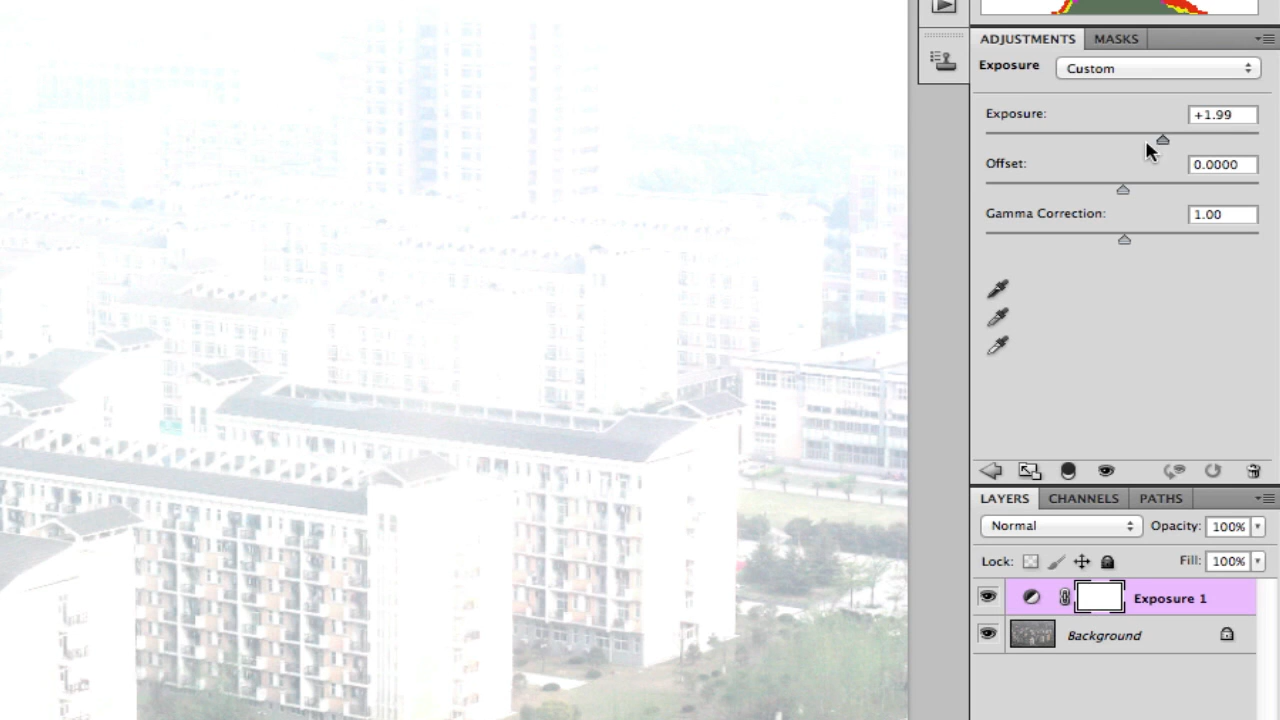 ADJUSTMENTS MASKS
Exposure Custom
Exposure: +1.99
Offset: 0.0000
Gamma Correction: 1.00
LAYERS CHANNELS PATHS
Normal Opacity: 100%
Lock: Fill: 100%
Exposure 1
Background